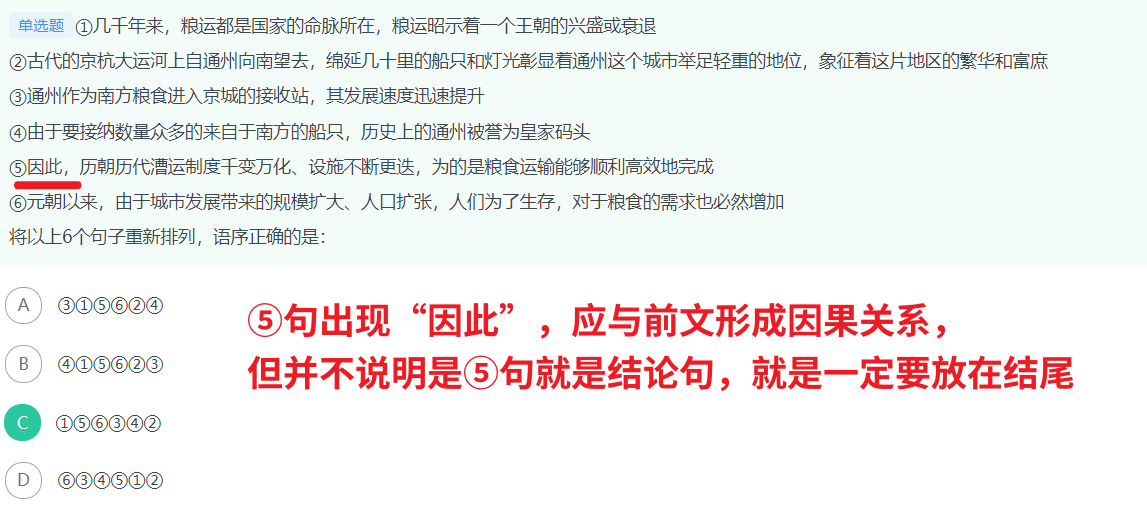 单选题 ①几千年来，粮运都是国家的命脉所在，粮运昭示着一个王朝的兴盛或衰退
②古代的京杭大运河上自通州向南望去，绵延几十里的船只和灯光彰显着通州这个城市举足轻重的地位，象征着这片地区的繁华和富庶
③通州作为南方粮食进入京城的接收站，其发展速度迅速提升
④由于要接纳数量众多的来自于南方的船只，历史上的通州被誉为皇家码头
⑤因此，历朝历代漕运制度千变万化、设施不断更迭，为的是粮食运输能够顺利高效地完成
⑥元朝以来，由于城市发展带来的规模扩大、人口扩张，人们为了生存，对于粮食的需求也必然增加
将以上6个句子重新排列，语序正确的是：
A ③①⑤⑥②④
B ④①⑤⑥②③
C ①⑤⑥③④②
D ⑥③④⑤①②
⑤句出现“因此”，应与前文形成因果关系，
但并不说明是⑤句就是结论句，就是一定要放在结尾